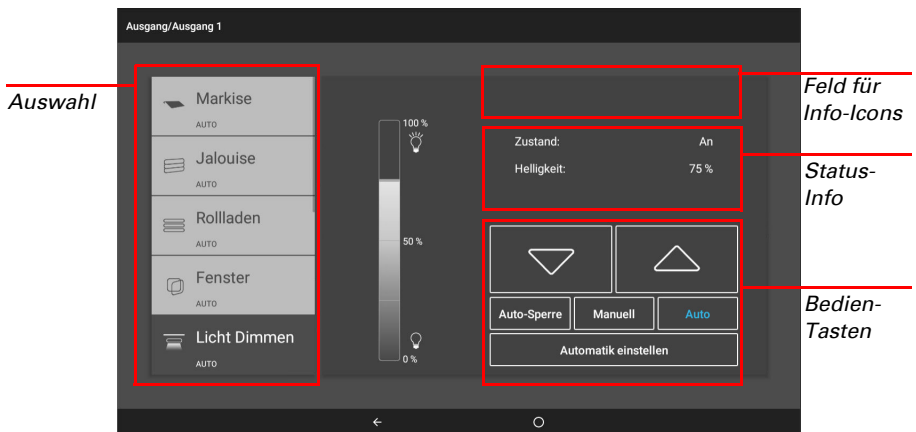 Ausgang/Ausgang 1
Auswahl
Markise
AUTO
Jalouise
AUTO
Rollladen
AUTO
Fenster
AUTO
Licht Dimmen
AUTO
100 %
50 %
0 %
Zustand: An
Helligkeit: 75 %
Auto-Sperre Manuell Auto
Automatik einstellen
Feld für
Info-Icons
Status-
Info
Bedien-
Tasten